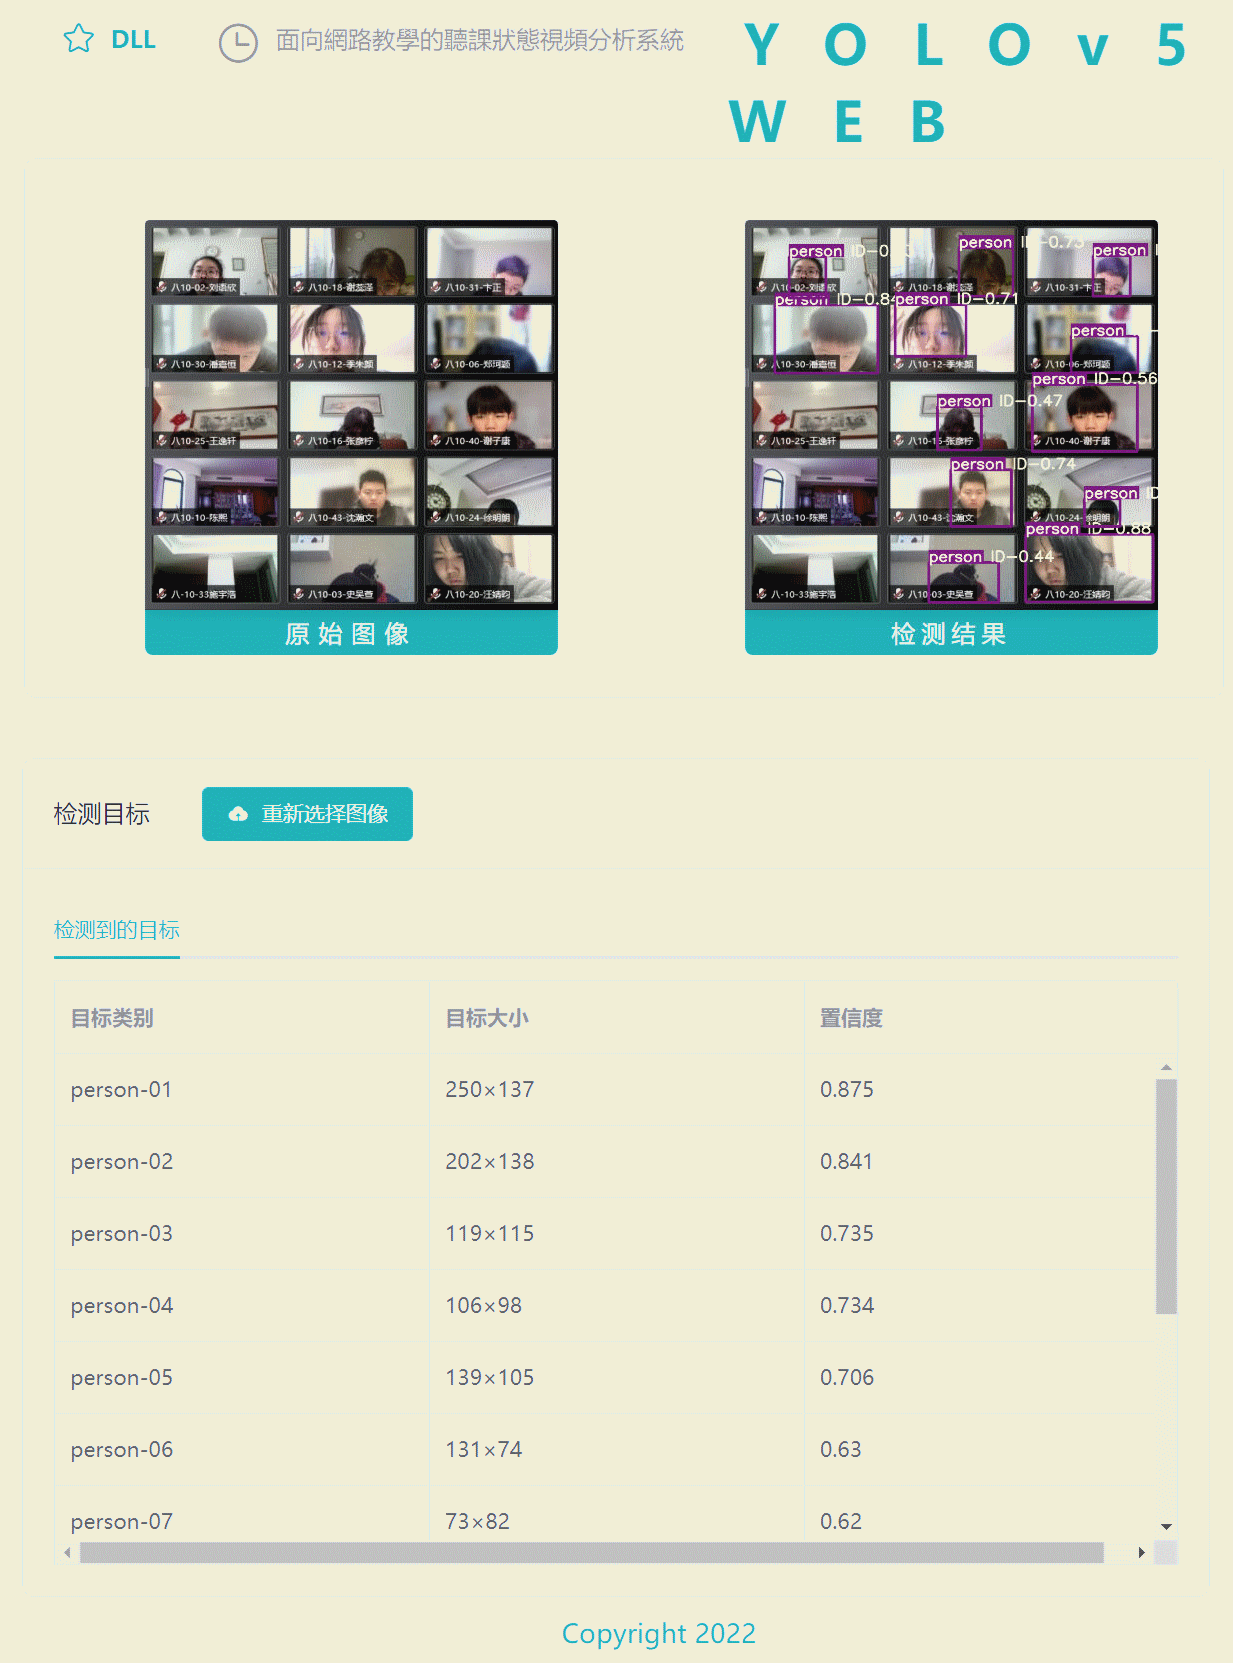 DLL
面向網路教學的聽課狀態視頻分析系統
YOLOv5
WEB
八10-02-刘语欣
八10-18-谢蕊泽
八10-31-卞正
八10-30-潘嘉恒
八10-12-季朱颜
八10-06-郑珂颖
八10-25-王逸轩
八10-16-张彦柠
八10-40-谢子康
八10-10-陈熙
八10-43-沈瀚文
八10-24-徐明朗
八-10-33施宇浩
八10-03-史吴萱
八10-20-汪婧昀
原始图像
person ID-0.73
person
person ID-0.84
person ID-0.71
person
person ID-0.56
person ID-0.47
person ID-0.74
person
person ID-0.88
person ID-0.44
检测结果
检测目标
重新选择图像
检测到的目标
目标类别 目标大小 置信度
person-01 250×137 0.875
person-02 202×138 0.841
person-03 119×115 0.735
person-04 106×98 0.734
person-05 139×105 0.706
person-06 131×74 0.63
person-07 73×82 0.62
Copyright 2022